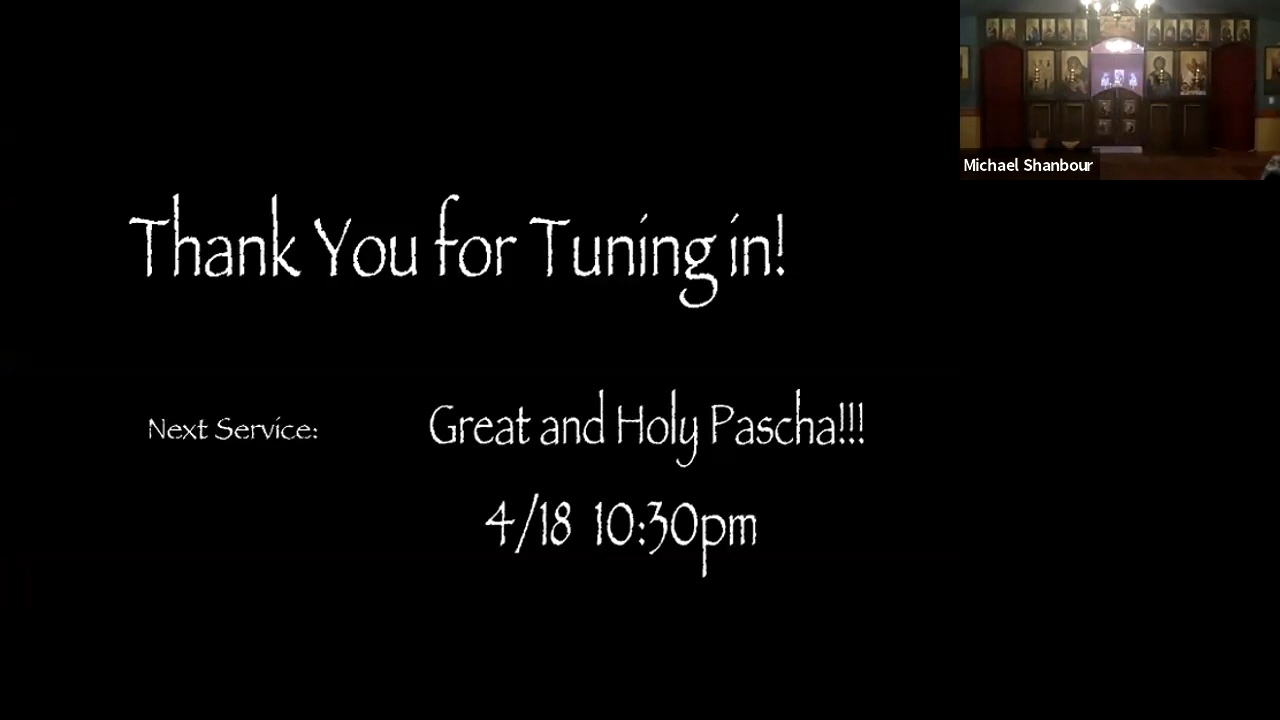 Michael Shanbour
Thank You for Tuning in!
Next Service: Great and Holy Pascha!!!
4/18 10:30pm